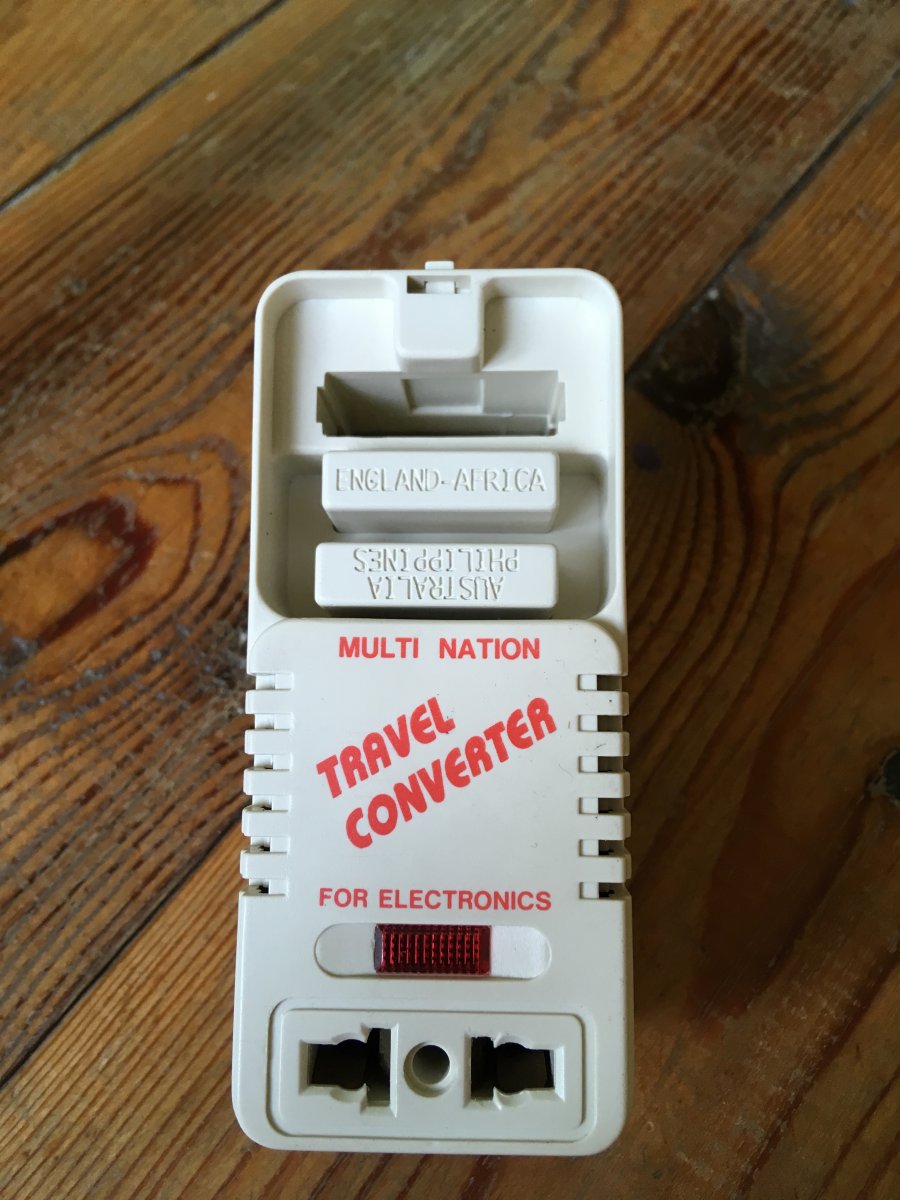 ENGLAND-AFRICA
AUSTRALIA
PHILIPPINES
MULTI NATION
TRAVEL
CONVERTER
FOR ELECTRONICS